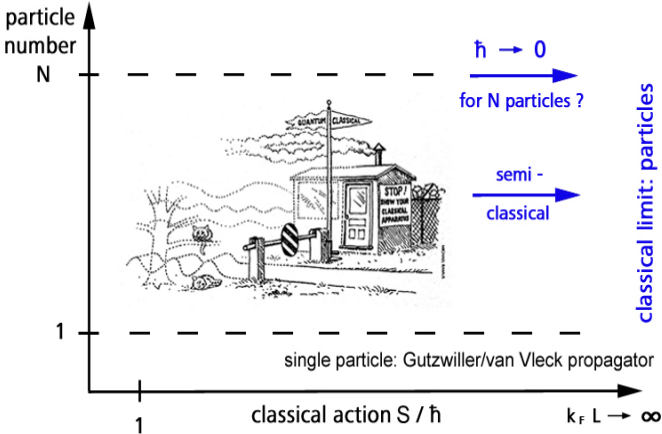 particle
number
N
ħ → 0
for N particles ?
QUANTUM CLASSICAL
STOP!
SHOW YOUR
CLASSICAL
APPARATUS
semi -
classical
classical limit: particles
1
single particle: Gutzwiller/van Vleck propagator
1
classical action S / ħ
k F L → ∞